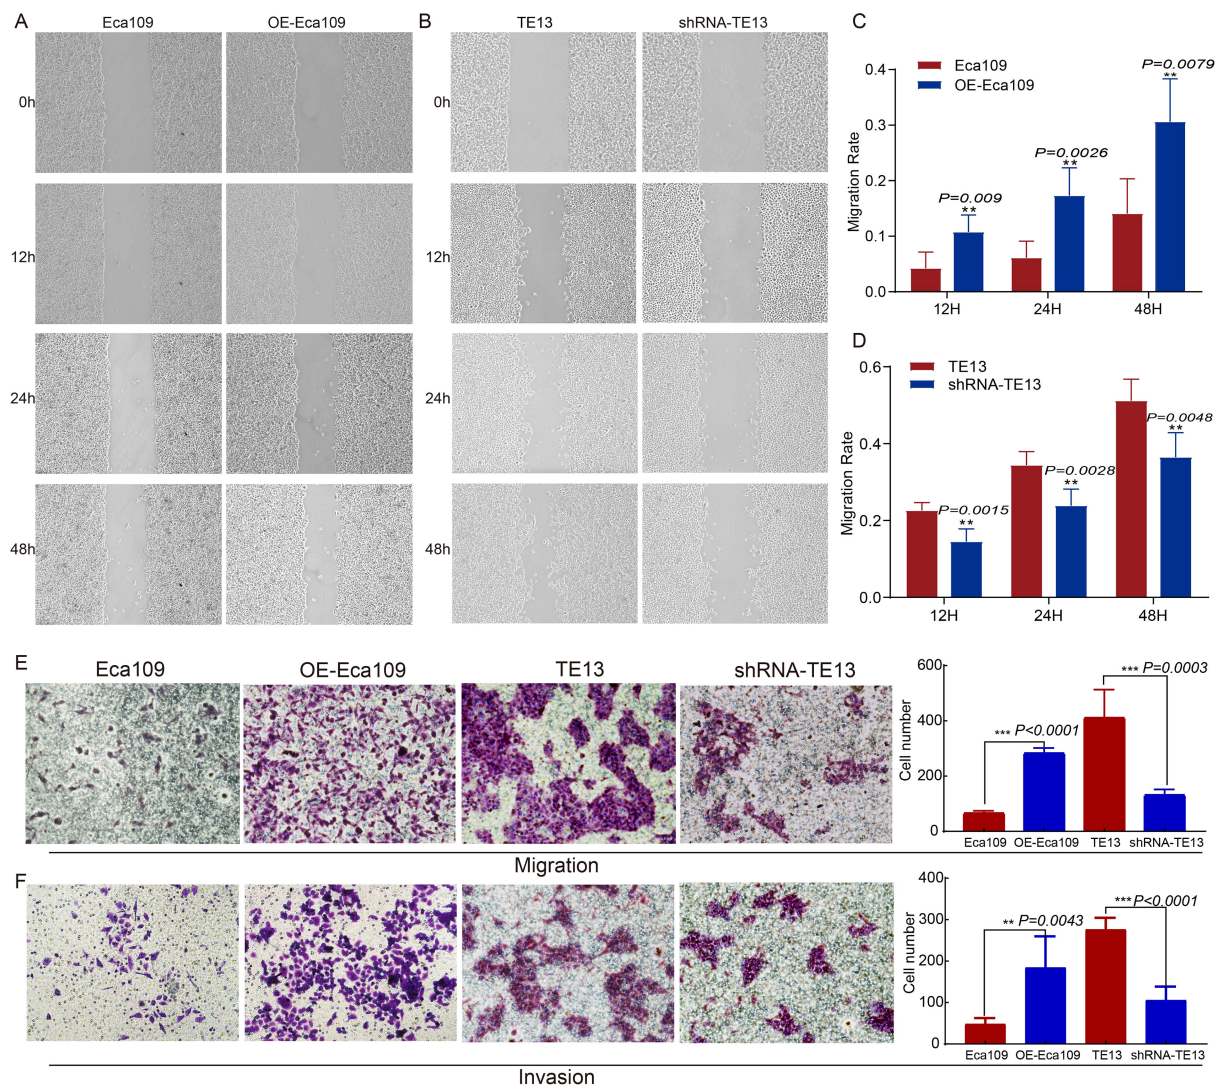 A
Eca109
OE-Eca109
0h
12h
24h
48h
B
TE13
shRNA-TE13
0h
12h
24h
48h
C
Eca109
OE-Eca109
Migration Rate
0.4
0.3
0.2
0.1
0.0
P=0.009
**
P=0.0026
**
P=0.0079
**
12H
24H
48H
D
TE13
shRNA-TE13
Migration Rate
0.6
0.4
0.2
0.0
P=0.0015
**
P=0.0028
**
P=0.0048
**
12H
24H
48H
E
Eca109
OE-Eca109
TE13
shRNA-TE13
Migration
Cell number
600
400
200
0
*** P<0.0001
*** P=0.0003
Eca109
OE-Eca109
TE13
shRNA-TE13
F
Invasion
Cell number
400
300
200
100
0
** P=0.0043
*** P<0.0001
Eca109
OE-Eca109
TE13
shRNA-TE13